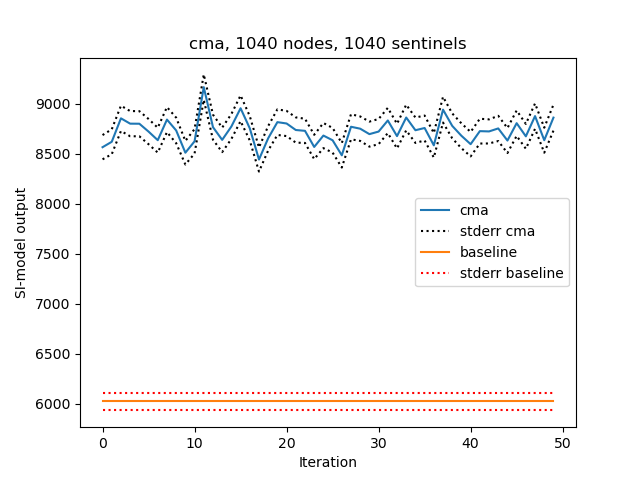 cma, 1040 nodes, 1040 sentinels
SI-model output
9000
8500
8000
7500
7000
6500
6000
cma
stderr cma
baseline
stderr baseline
0 10 20 30 40 50
Iteration